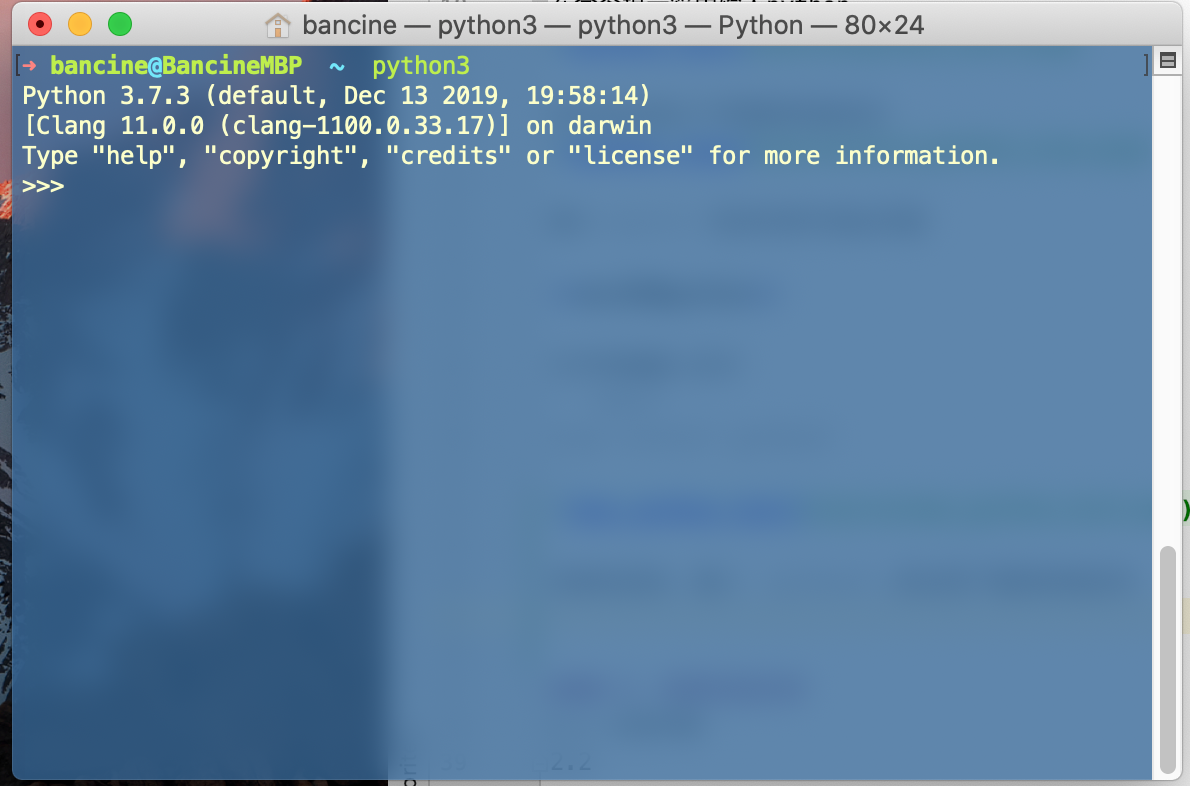 bancine — python3 — python3 — Python — 80×24
[➜ bancine@BancineMBP ~ python3 ]
Python 3.7.3 (default, Dec 13 2019, 19:58:14)
[Clang 11.0.0 (clang-1100.0.33.17)] on darwin
Type "help", "copyright", "credits" or "license" for more information.
>>>
)
2.2